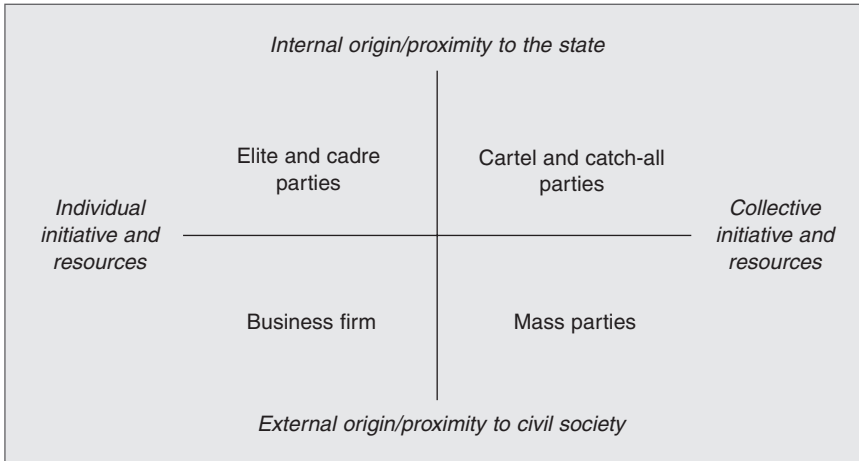 Internal origin/proximity to the state
Elite and cadre
parties
Cartel and catch-all
parties
Individual
initiative and
resources
Collective
initiative and
resources
Business firm
Mass parties
External origin/proximity to civil society